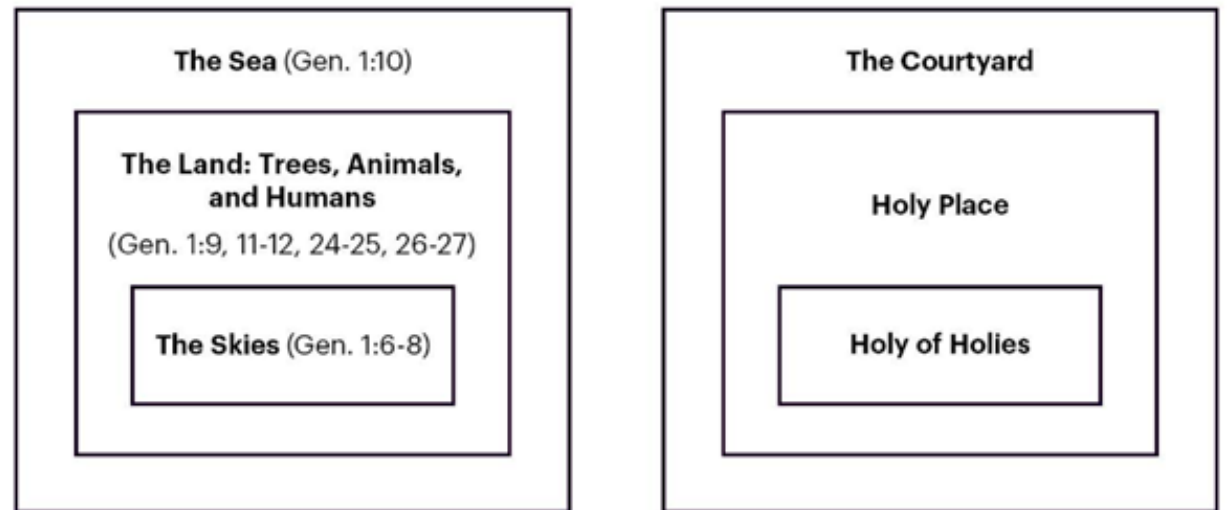 The Sea (Gen. 1:10)
The Land: Trees, Animals,
and Humans
(Gen. 1:9, 11-12, 24-25, 26-27)
The Skies (Gen. 1:6-8)
The Courtyard
Holy Place
Holy of Holies